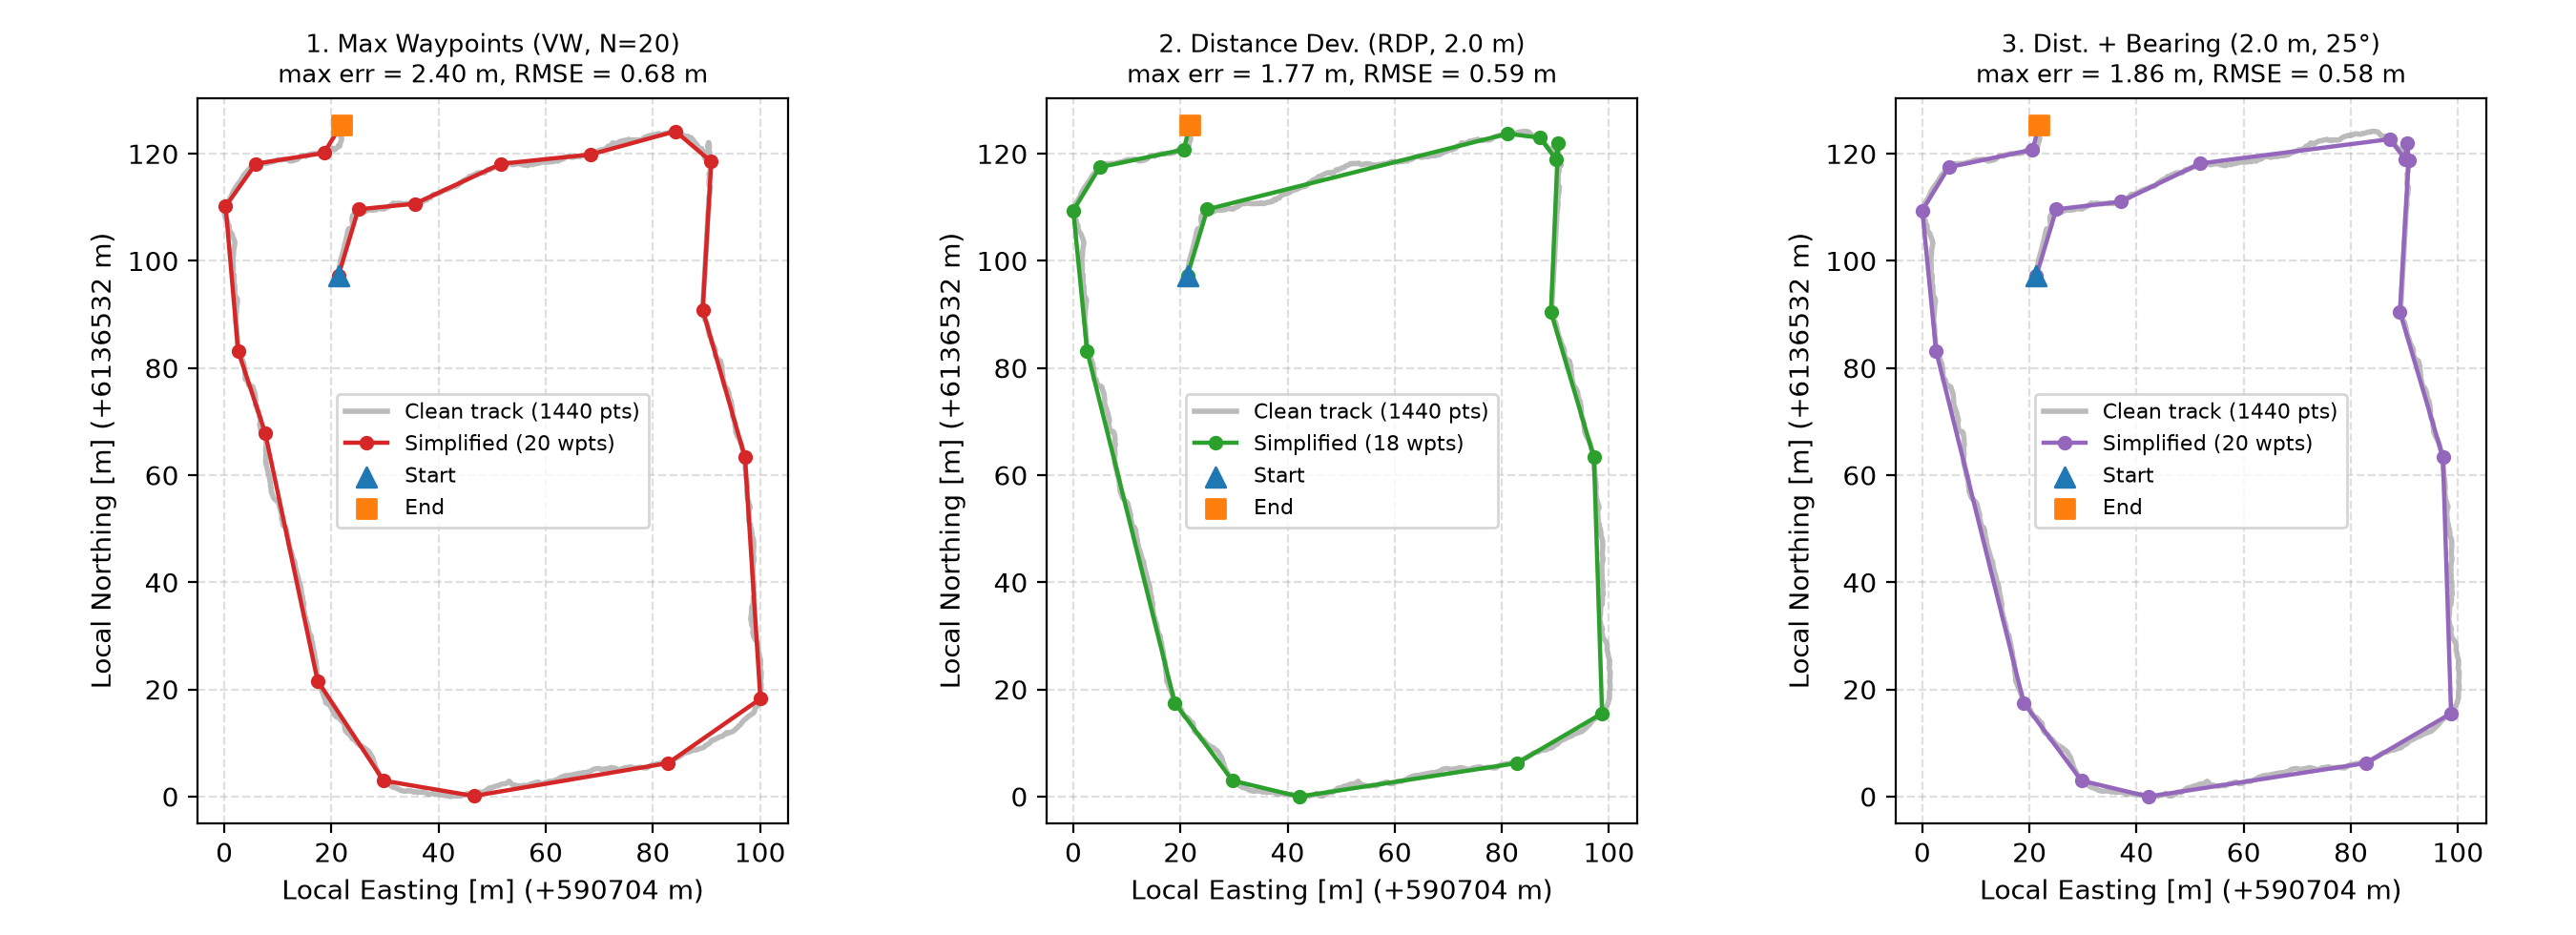 1. Max Waypoints (VW, N=20)
max err = 2.40 m, RMSE = 0.68 m
120
100
80
60
40
20
0
0 20 40 60 80 100
Local Northing [m] (+6136532 m)
Local Easting [m] (+590704 m)
Clean track (1440 pts)
Simplified (20 wpts)
Start
End
2. Distance Dev. (RDP, 2.0 m)
max err = 1.77 m, RMSE = 0.59 m
120
100
80
60
40
20
0
0 20 40 60 80 100
Local Northing [m] (+6136532 m)
Local Easting [m] (+590704 m)
Clean track (1440 pts)
Simplified (18 wpts)
Start
End
3. Dist. + Bearing (2.0 m, 25°)
max err = 1.86 m, RMSE = 0.58 m
120
100
80
60
40
20
0
0 20 40 60 80 100
Local Northing [m] (+6136532 m)
Local Easting [m] (+590704 m)
Clean track (1440 pts)
Simplified (20 wpts)
Start
End